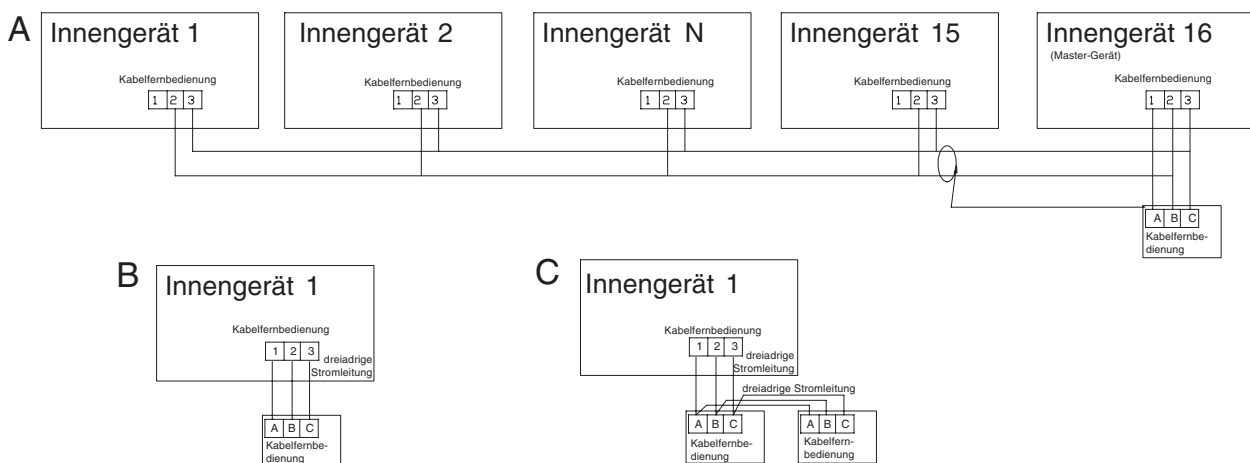 A
Innengerät 1
Kabelfernbedienung
1 2 3
Innengerät 2
Kabelfernbedienung
1 2 3
Innengerät N
Kabelfernbedienung
1 2 3
Innengerät 15
Kabelfernbedienung
1 2 3
Innengerät 16
(Master-Gerät)
Kabelfernbedienung
1 2 3
A B C
Kabelfernbe-
dienung
B
Innengerät 1
Kabelfernbedienung
1 2 3
dreiadrige
Stromleitung
A B C
Kabelfernbe-
dienung
C
Innengerät 1
Kabelfernbedienung
1 2 3
dreiadrige
Stromleitung
dreiadrige Stromleitung
A B C
Kabelfernbe-
dienung
A B C
Kabelfern-
bedienung